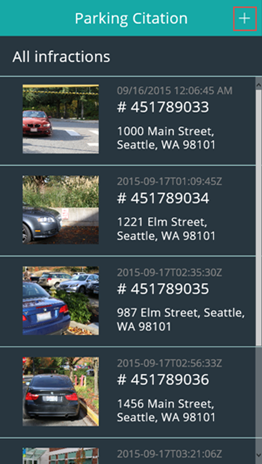 Parking Citation
All infractions
09/16/2015 12:06:45 AM
# 451789033
1000 Main Street,
Seattle, WA 98101
2015-09-17T01:09:45Z
# 451789034
1221 Elm Street,
Seattle, WA 98101
2015-09-17T02:35:30Z
# 451789035
987 Elm Street, Seattle,
WA 98101
2015-09-17T02:56:33Z
# 451789036
1456 Main Street,
Seattle, WA 98101
2015-09-17T03:21:06Z